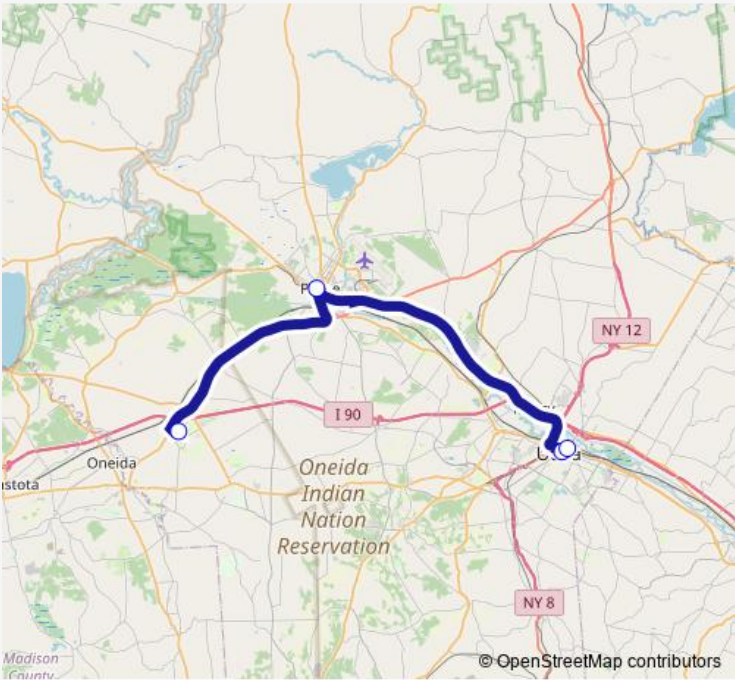 NY 12
I 90
Oneida
Oneida
Indian
Nation
Reservation
NY 8
Madison
County
© OpenStreetMap contributors